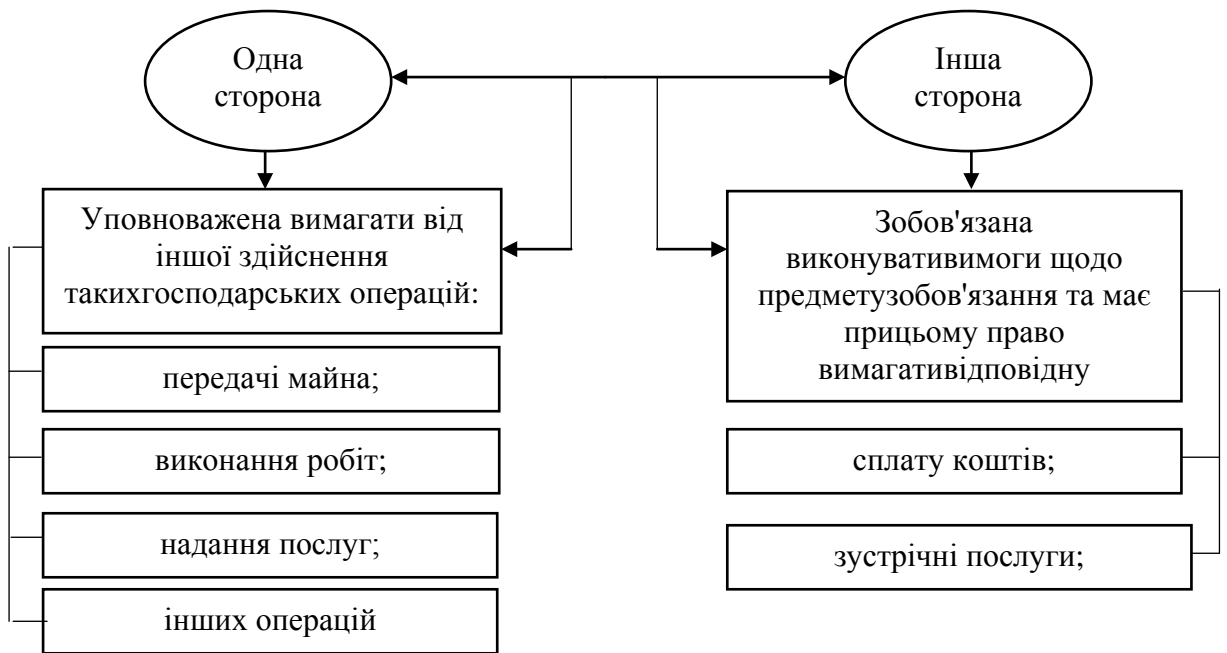 Одна
сторона
Інша
сторона
Уповноважена вимагати від
іншої здійснення
такихгосподарських операцій:
передачі майна;
виконання робіт;
надання послуг;
інших операцій
Зобов'язана
виконувативимоги щодо
предметузобов'язання та має
прицьому право
вимагативідповідну
сплату коштів;
зустрічні послуги;